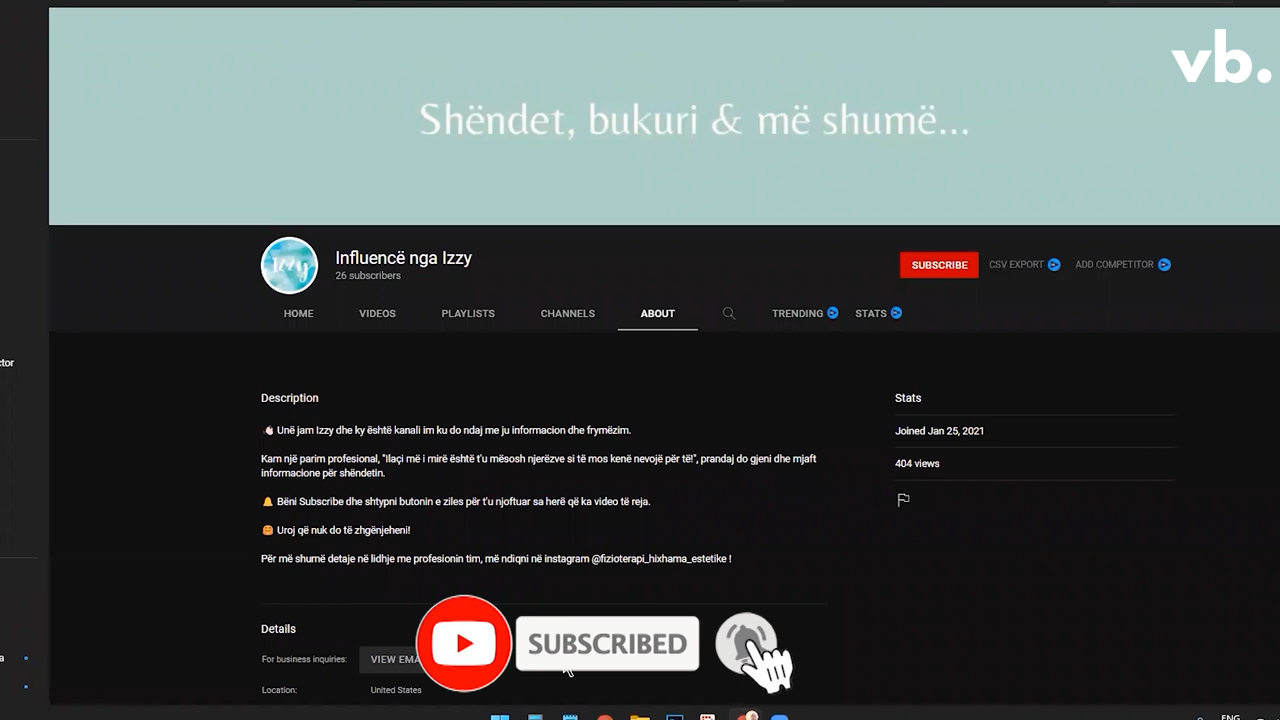 vb.
Shëndet, bukuri & më shumë...
Izzy
Influencë nga Izzy
26 subscribers
SUBSCRIBE
CSV EXPORT
ADD COMPETITOR
HOME
VIDEOS
PLAYLISTS
CHANNELS
ABOUT
TRENDING
STATS
ctor
Description
Stats
Unë jam Izzy dhe ky është kanali im ku do ndaj me ju informacion dhe frymëzim.
Joined Jan 25, 2021
Kam një parim profesional, "Ilaçi më i mirë është t'u mësosh njerëzve si të mos kenë nevojë për të!", prandaj do gjeni dhe mjaft
informacione për shëndetin.
404 views
Bëni Subscribe dhe shtypni butonin e ziles për t'u njoftuar sa herë që ka video të reja.
Uroj që nuk do të zhgënjeheni!
Për më shumë detaje në lidhje me profesionin tim, më ndiqni në instagram @fizioterapi_hixhama_estetike !
Details
For business inquiries:
VIEW EMA
SUBSCRIBED
a
Location:
United States
ENG